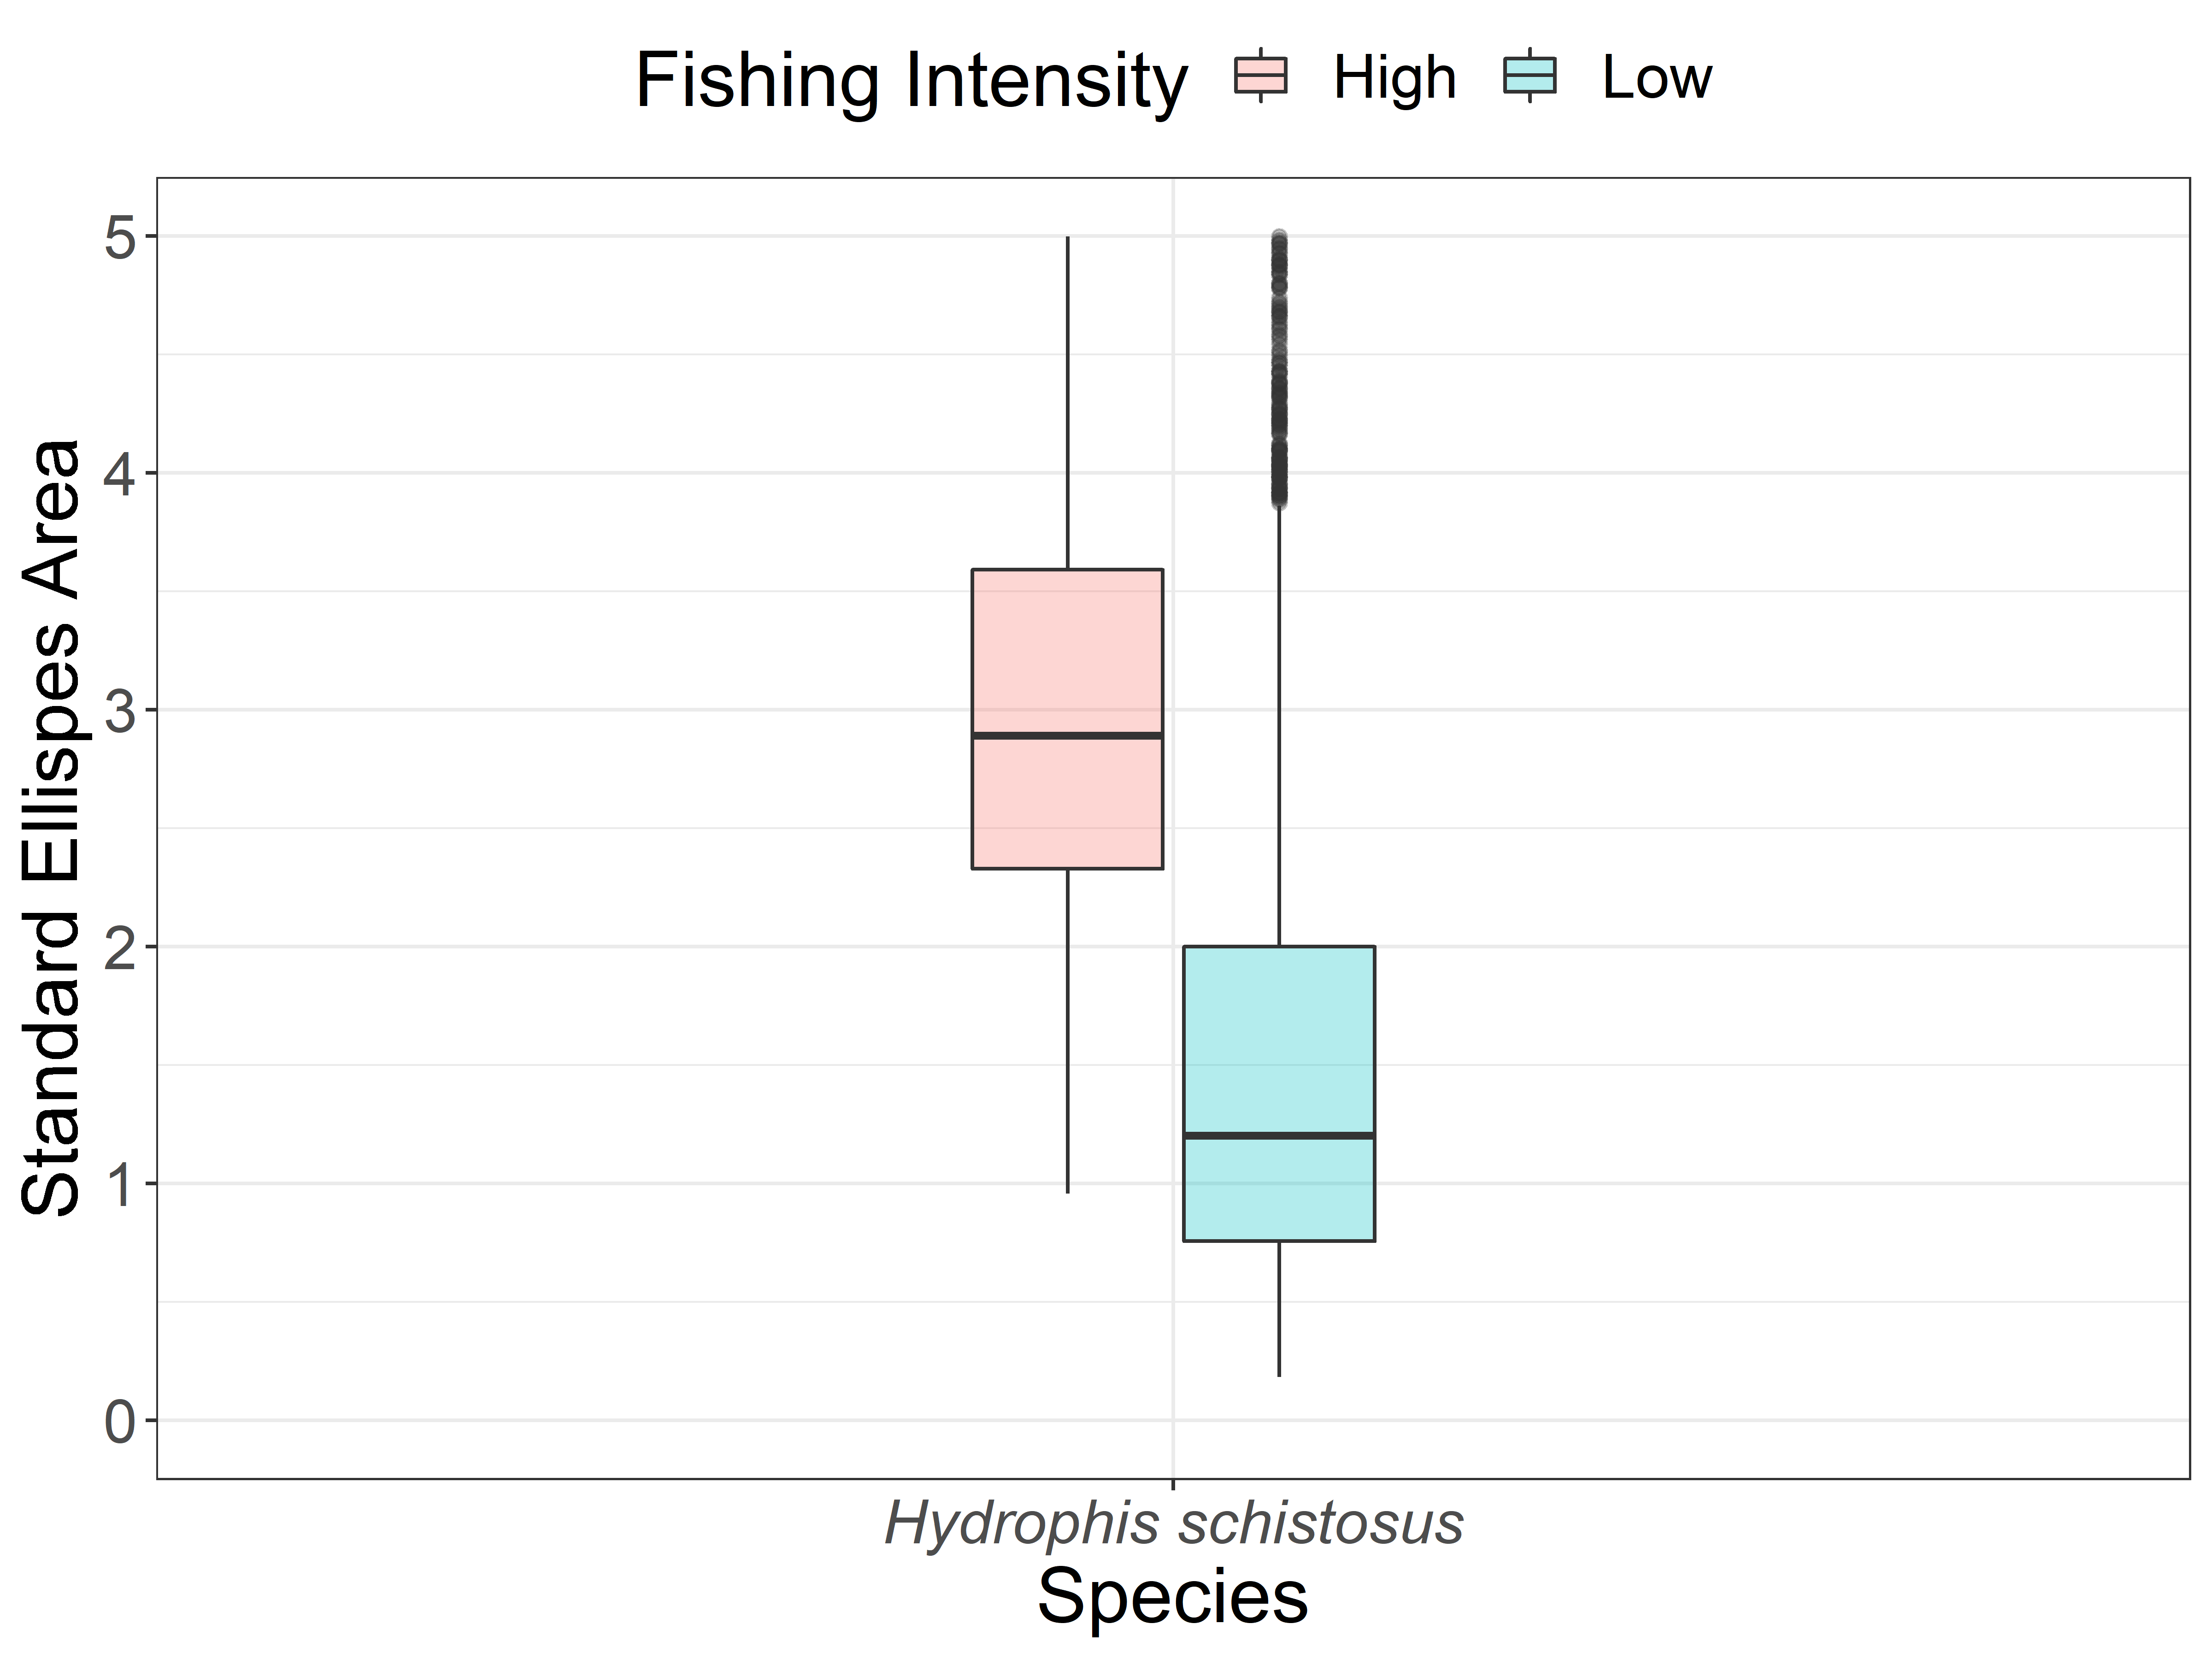 Fishing Intensity High Low
Standard Ellispes Area
5
4
3
2
1
0
Hydrophis schistosus
Species